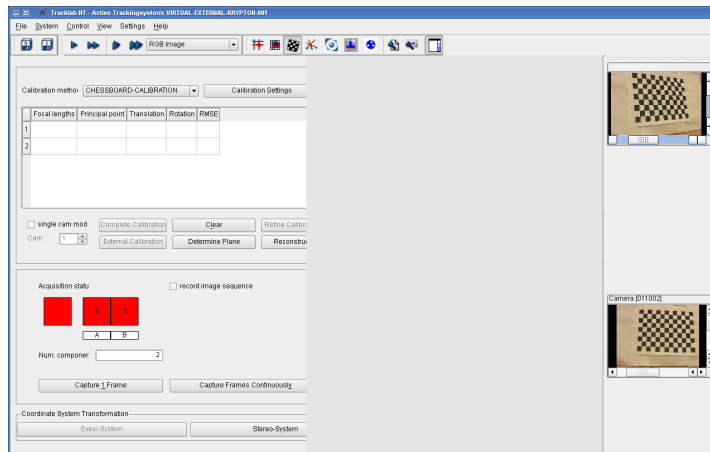 Tracklab NT - Active Trackingsystem: VIRTUAL-EXTERNAL-KRYPTON-001
File System Control View Settings Help
RGB Image
Calibration metho CHESSBOARD-CALIBRATION Calibration Settings
Focal lengths Principal point Translation Rotation RMSE
1
2
single cam mod Complete Calibration Clear Refine Calibra
Cam: 1 External Calibration Determine Plane Reconstruc
Acquisition statu record image sequence
0 0
A B
Num. componer 2
Capture 1 Frame Capture Frames Continuously
Coordinate System Transformation
Eyesi-System Stereo-System
Camera [011002]